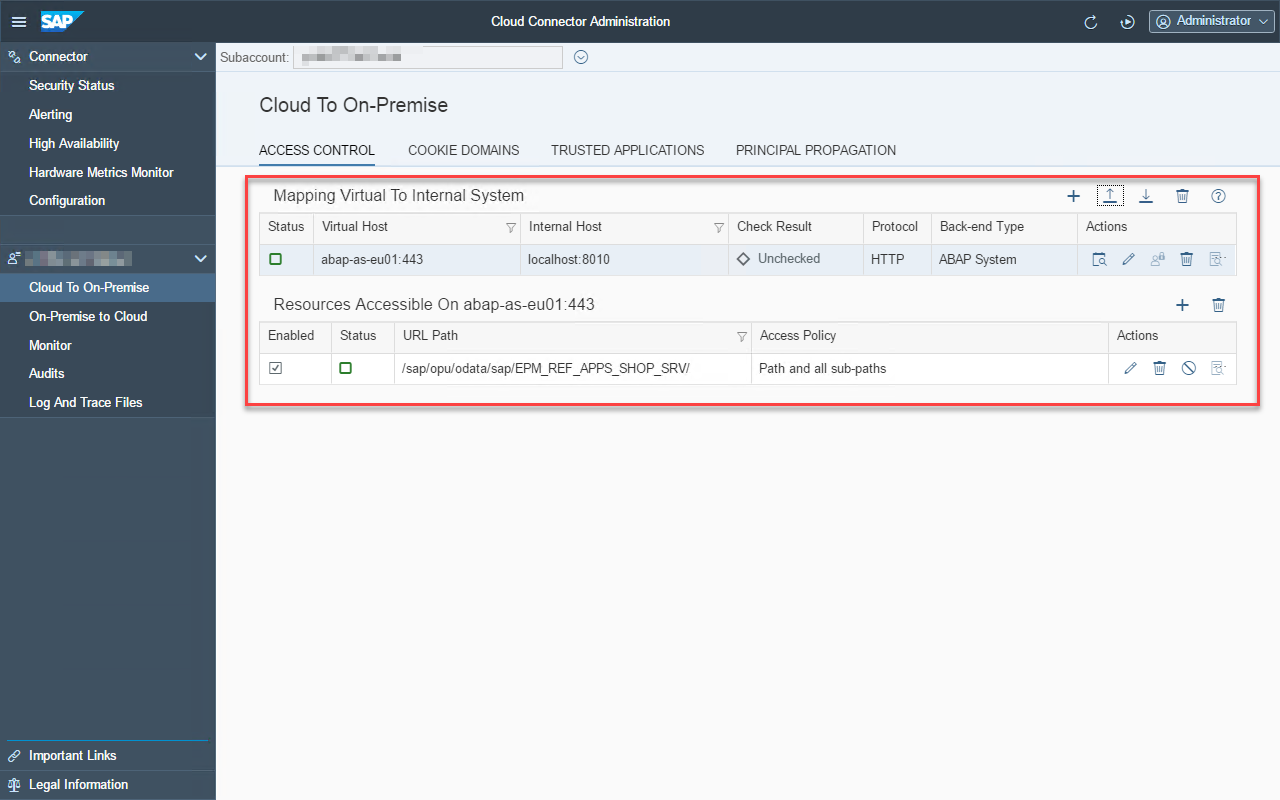 SAP
Cloud Connector Administration
Administrator
Connector
Security Status
Alerting
High Availability
Hardware Metrics Monitor
Configuration
Cloud To On-Premise
On-Premise to Cloud
Monitor
Audits
Log And Trace Files
Important Links
Legal Information
Subaccount:
Cloud To On-Premise
ACCESS CONTROL COOKIE DOMAINS TRUSTED APPLICATIONS PRINCIPAL PROPAGATION
Mapping Virtual To Internal System
Status Virtual Host Internal Host Check Result Protocol Back-end Type Actions
abap-as-eu01:443 localhost:8010 Unchecked HTTP ABAP System
Resources Accessible On abap-as-eu01:443
Enabled Status URL Path Access Policy Actions
/sap/opu/odata/sap/EPM_REF_APPS_SHOP_SRV/ Path and all sub-paths